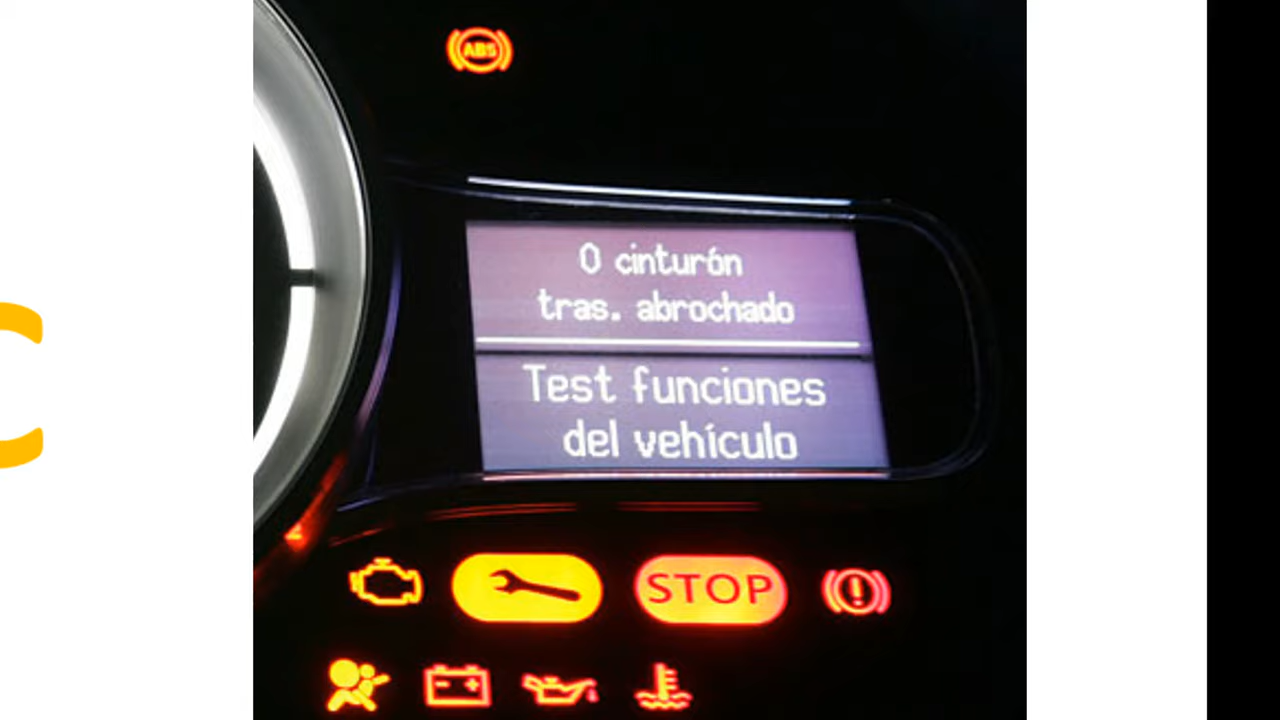 ABS
0 cinturón
tras. abrochado
Test funciones
del vehículo
STOP